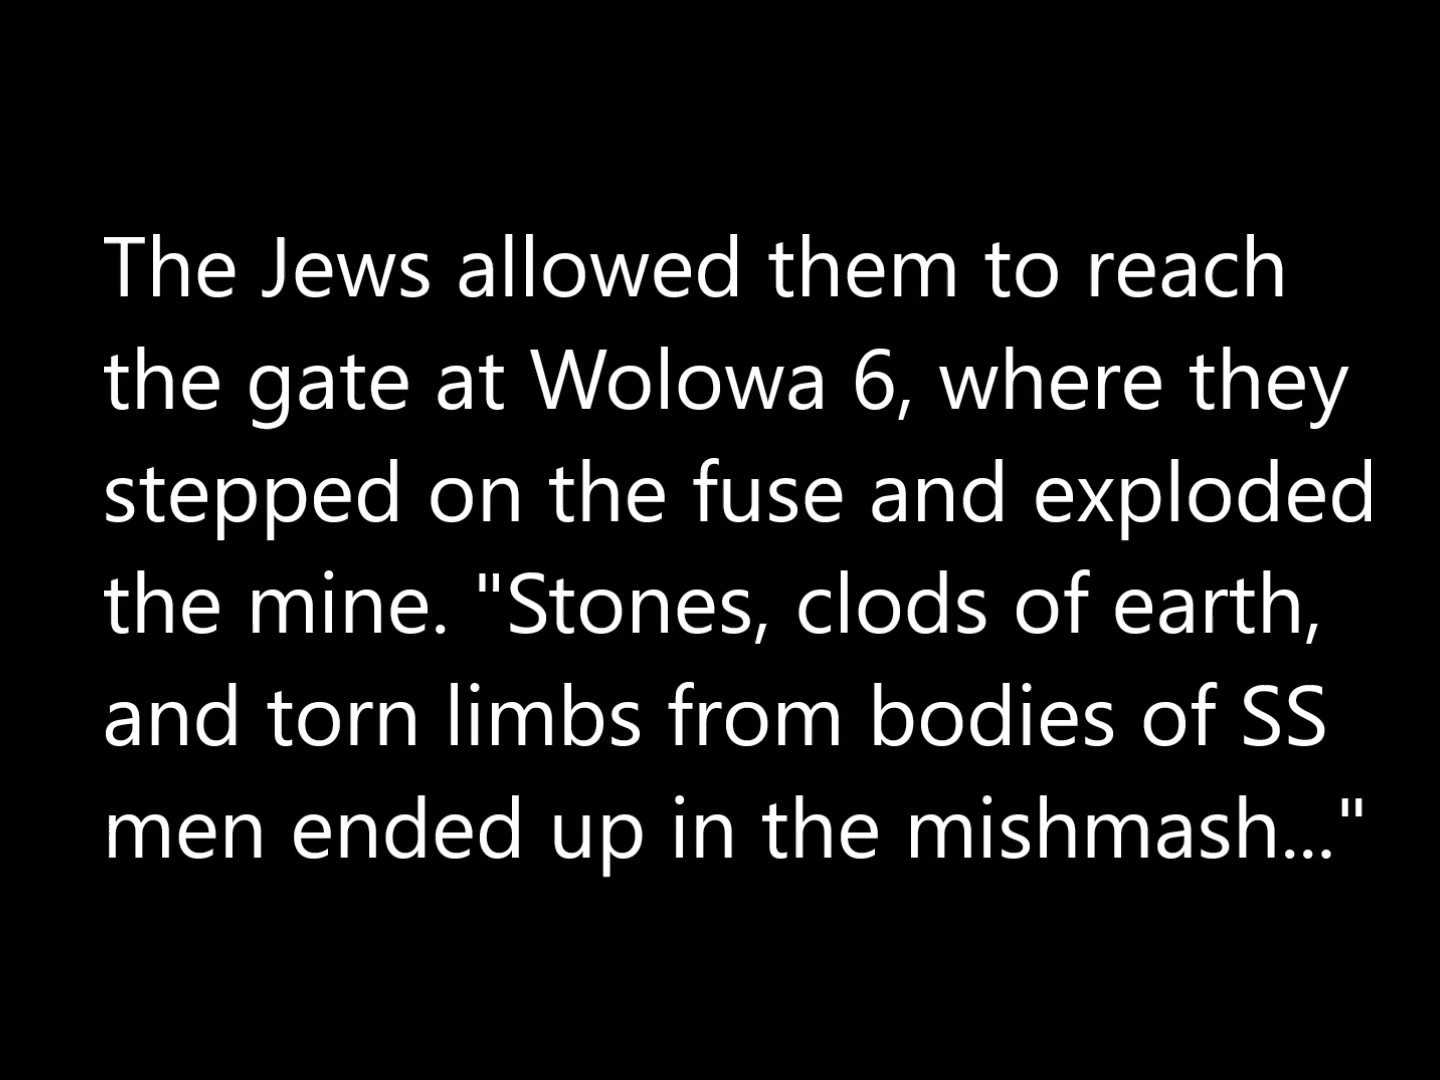 The Jews allowed them to reach
the gate at Wolowa 6, where they
stepped on the fuse and exploded
the mine. "Stones, clods of earth,
and torn limbs from bodies of SS
men ended up in the mishmash..."